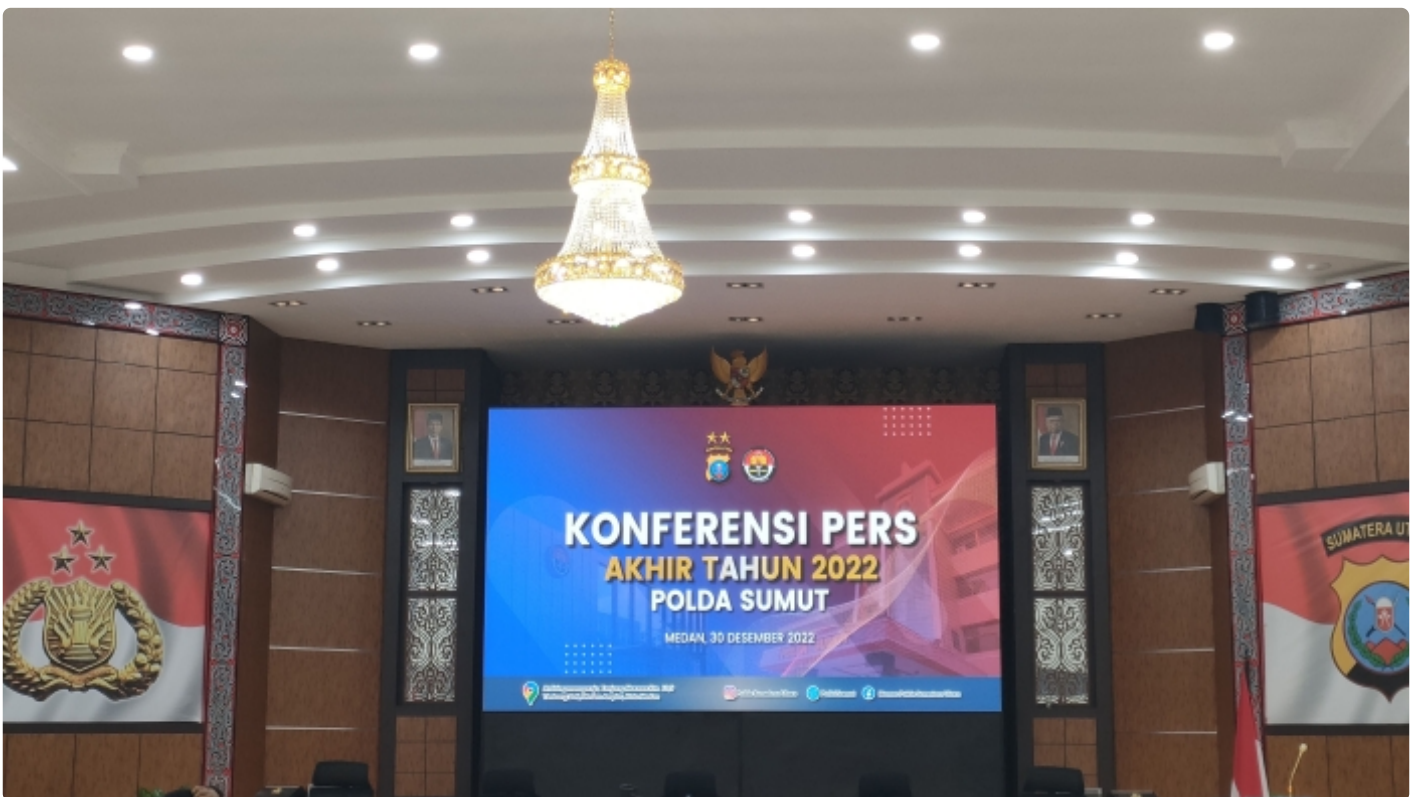 KONFERENSI PERS
AKHIR TAHUN 2022
POLDA SUMUT
MEDAN, 30 DESEMBER 2022
SUMATERA UT